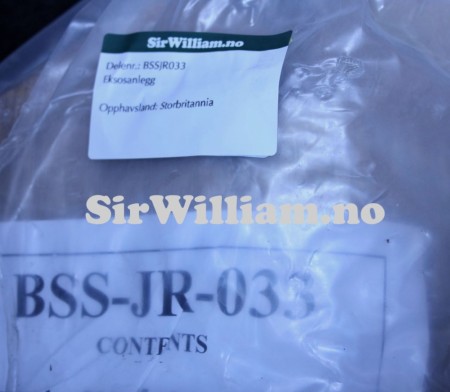 SirWilliam.no
Delenr.: BSSJR033
Eksosanlegg
Opphavsland: Storbritannia
SirWilliam.no
BSS-JR-033
CONTENTS